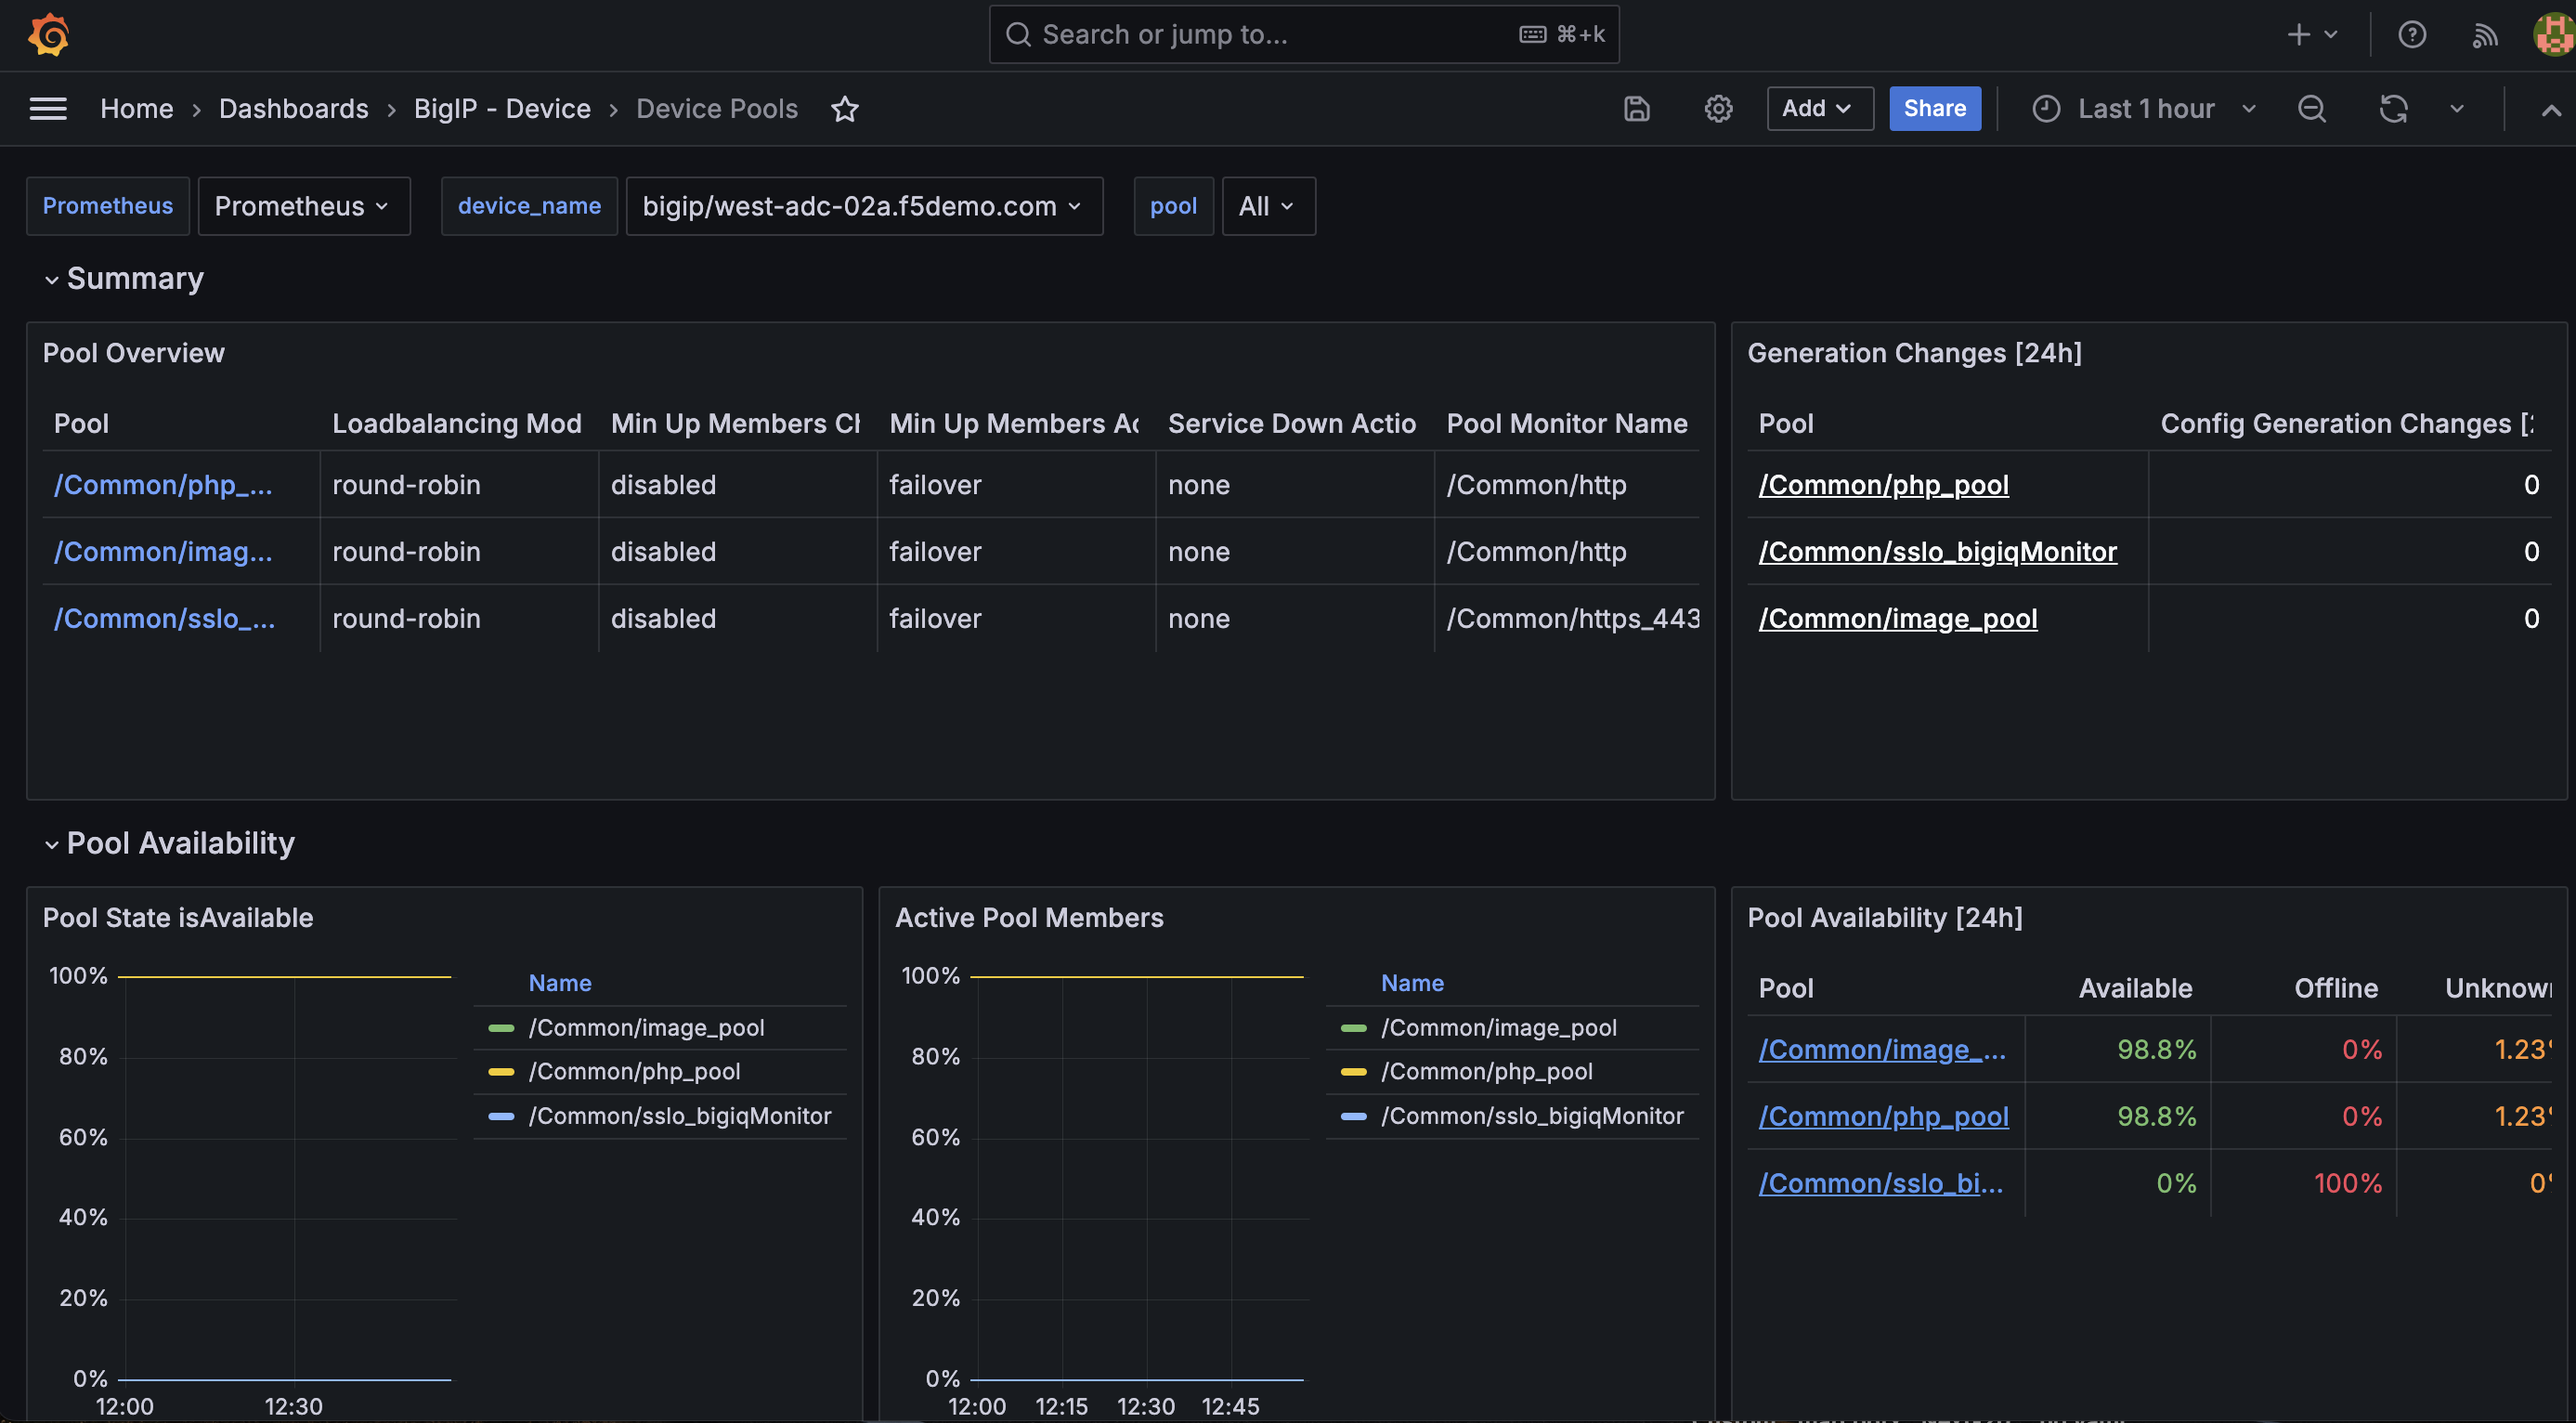 Search or jump to... ⌘+k
Home › Dashboards › BigIP - Device › Device Pools
Add Share Last 1 hour
Prometheus Prometheus device_name bigip/west-adc-02a.f5demo.com pool All
Summary
Pool Overview
Pool Loadbalancing Mod Min Up Members Service Down Actio Pool Monitor Name
/Common/php_... round-robin disabled failover none /Common/http
/Common/imag... round-robin disabled failover none /Common/http
/Common/sslo_... round-robin disabled failover none /Common/https_443
Generation Changes [24h]
Pool Config Generation Changes
/Common/php_pool 0
/Common/sslo_bigiqMonitor 0
/Common/image_pool 0
Pool Availability
Pool State isAvailable
100%
80%
60%
40%
20%
0%
12:00 12:30
Name
/Common/image_pool
/Common/php_pool
/Common/sslo_bigiqMonitor
Active Pool Members
100%
80%
60%
40%
20%
0%
12:00 12:15 12:30 12:45
Name
/Common/image_pool
/Common/php_pool
/Common/sslo_bigiqMonitor
Pool Availability [24h]
Pool Available Offline Unknow
/Common/image_... 98.8% 0% 1.23
/Common/php_pool 98.8% 0% 1.23
/Common/sslo_bi... 0% 100% 0